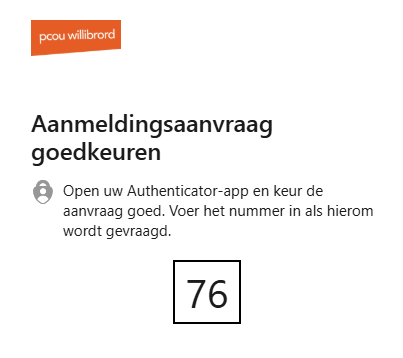 pcou willibrord
Aanmeldingsaanvraag
goedkeuren
Open uw Authenticator-app en keur de
aanvraag goed. Voer het nummer in als hierom
wordt gevraagd.
76